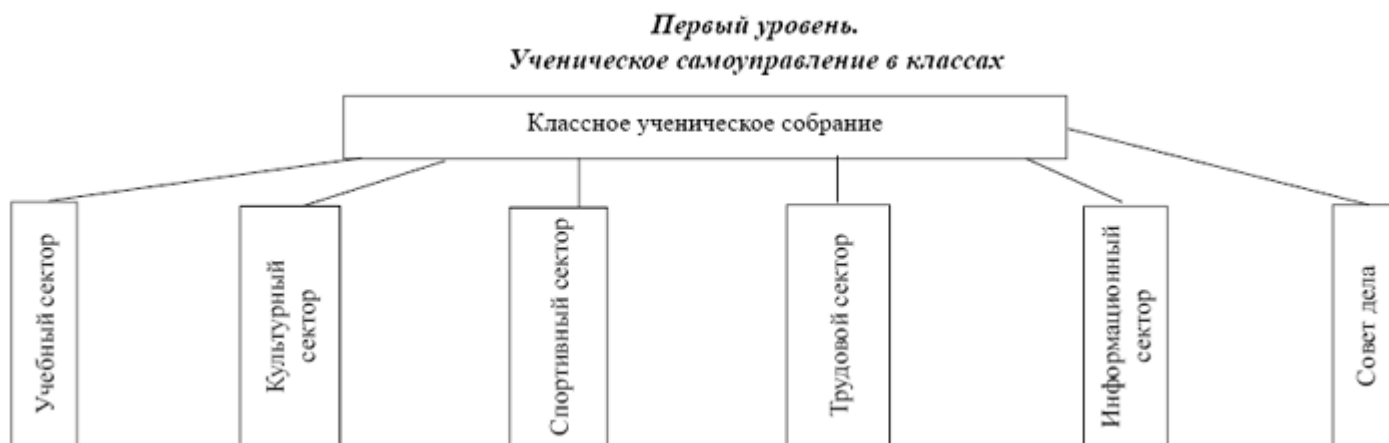 Первый уровень.
Ученическое самоуправление в классах
Классное ученическое собрание
Учебный сектор
Культурный
сектор
Спортивный сектор
Трудовой сектор
Информационный
сектор
Совет дела